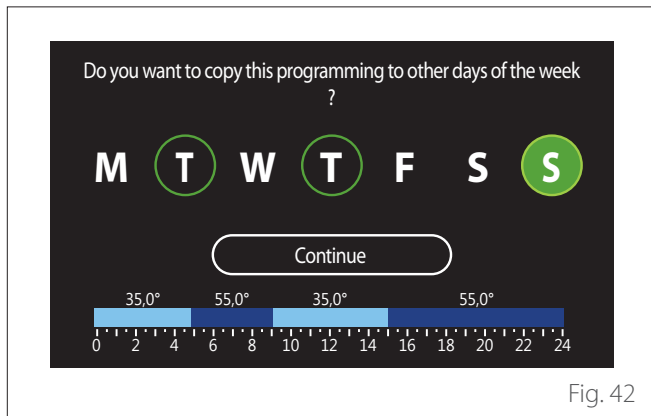 Do you want to copy this programming to other days of the week
?
M T W T F S S
Continue
35,0° 55,0° 35,0° 55,0°
0 2 4 6 8 10 12 14 16 18 20 22 24
Fig. 42